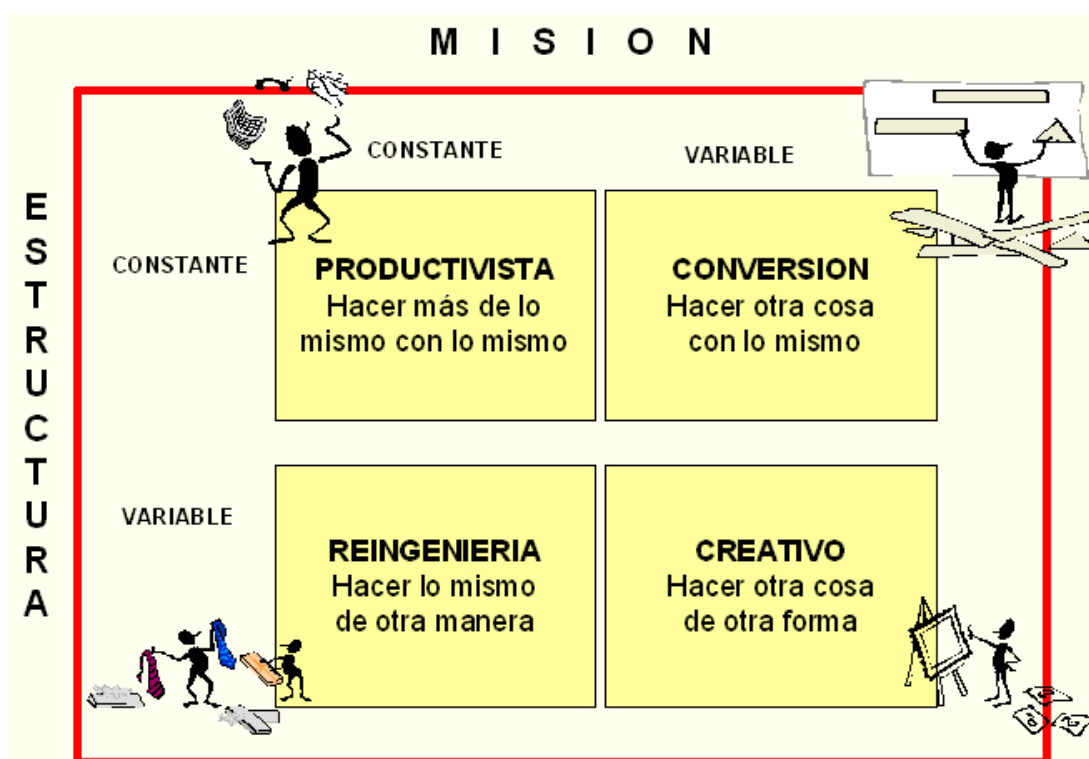 M I S I O N
CONSTANTE
VARIABLE
E
S
T
R
U
C
T
U
R
A
CONSTANTE
PRODUCTIVISTA
Hacer más de lo
mismo con lo mismo
CONVERSION
Hacer otra cosa
con lo mismo
VARIABLE
REINGENIERIA
Hacer lo mismo
de otra manera
CREATIVO
Hacer otra cosa
de otra forma